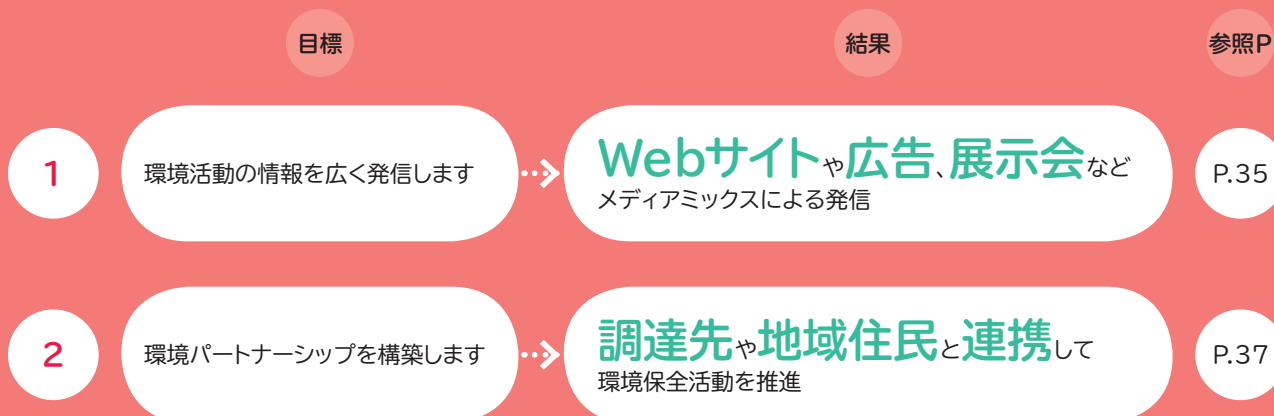 目標
結果
参照P
1
環境活動の情報を広く発信します
Webサイトや広告、展示会など
メディアミックスによる発信
P.35
2
環境パートナーシップを構築します
調達先や地域住民と連携して
環境保全活動を推進
P.37